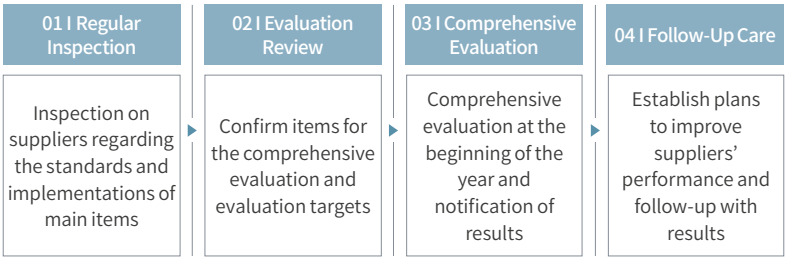 01 I Regular
Inspection
Inspection on
suppliers regarding
the standards and
implementations of
main items
02 I Evaluation
Review
Confirm items for
the comprehensive
evaluation and
evaluation targets
03 I Comprehensive
Evaluation
Comprehensive
evaluation at the
beginning of the
year and
notification of
results
04 I Follow-Up Care
Establish plans
to improve
suppliers’
performance and
follow-up with
results